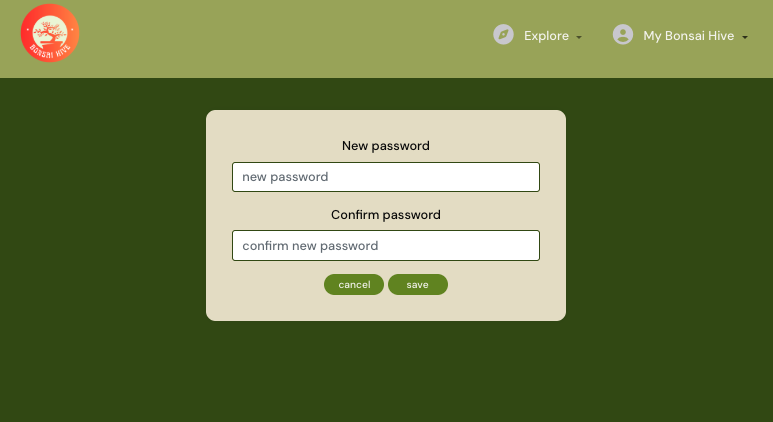 BONSAI HIVE
Explore
My Bonsai Hive
New password
new password
Confirm password
confirm new password
cancel
save